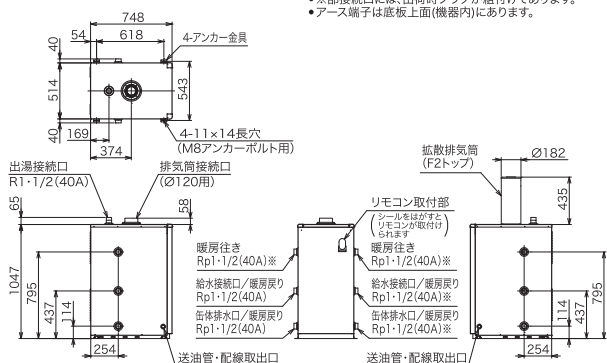 •※部接続口には、出荷時プラグが組付けてあります。
•アース端子は底板上面(機器内)にあります。
748
54
618
4-アンカー金具
40
514
543
40
169
374
4-11×14長穴
(M8アンカーボルト用)
出湯接続口
R1・1/2(40A)
排気筒接続口
(Ø120用)
65
58
1047
795
437
114
254
送油管・配線取出口
リモコン取付部
(シールをはがすと
リモコンが取付け
られます)
暖房往き
Rp1・1/2(40A)※
給水接続口/暖房戻り
Rp1・1/2(40A)
缶体排水口/暖房戻り
Rp1・1/2(40A)
暖房往き
Rp1・1/2(40A)※
給水接続口/暖房戻り
Rp1・1/2(40A)※
缶体排水口/暖房戻り
Rp1・1/2(40A)※
拡散排気筒
(F2トップ)
Ø182
435
114
437
795
254
送油管・配線取出口